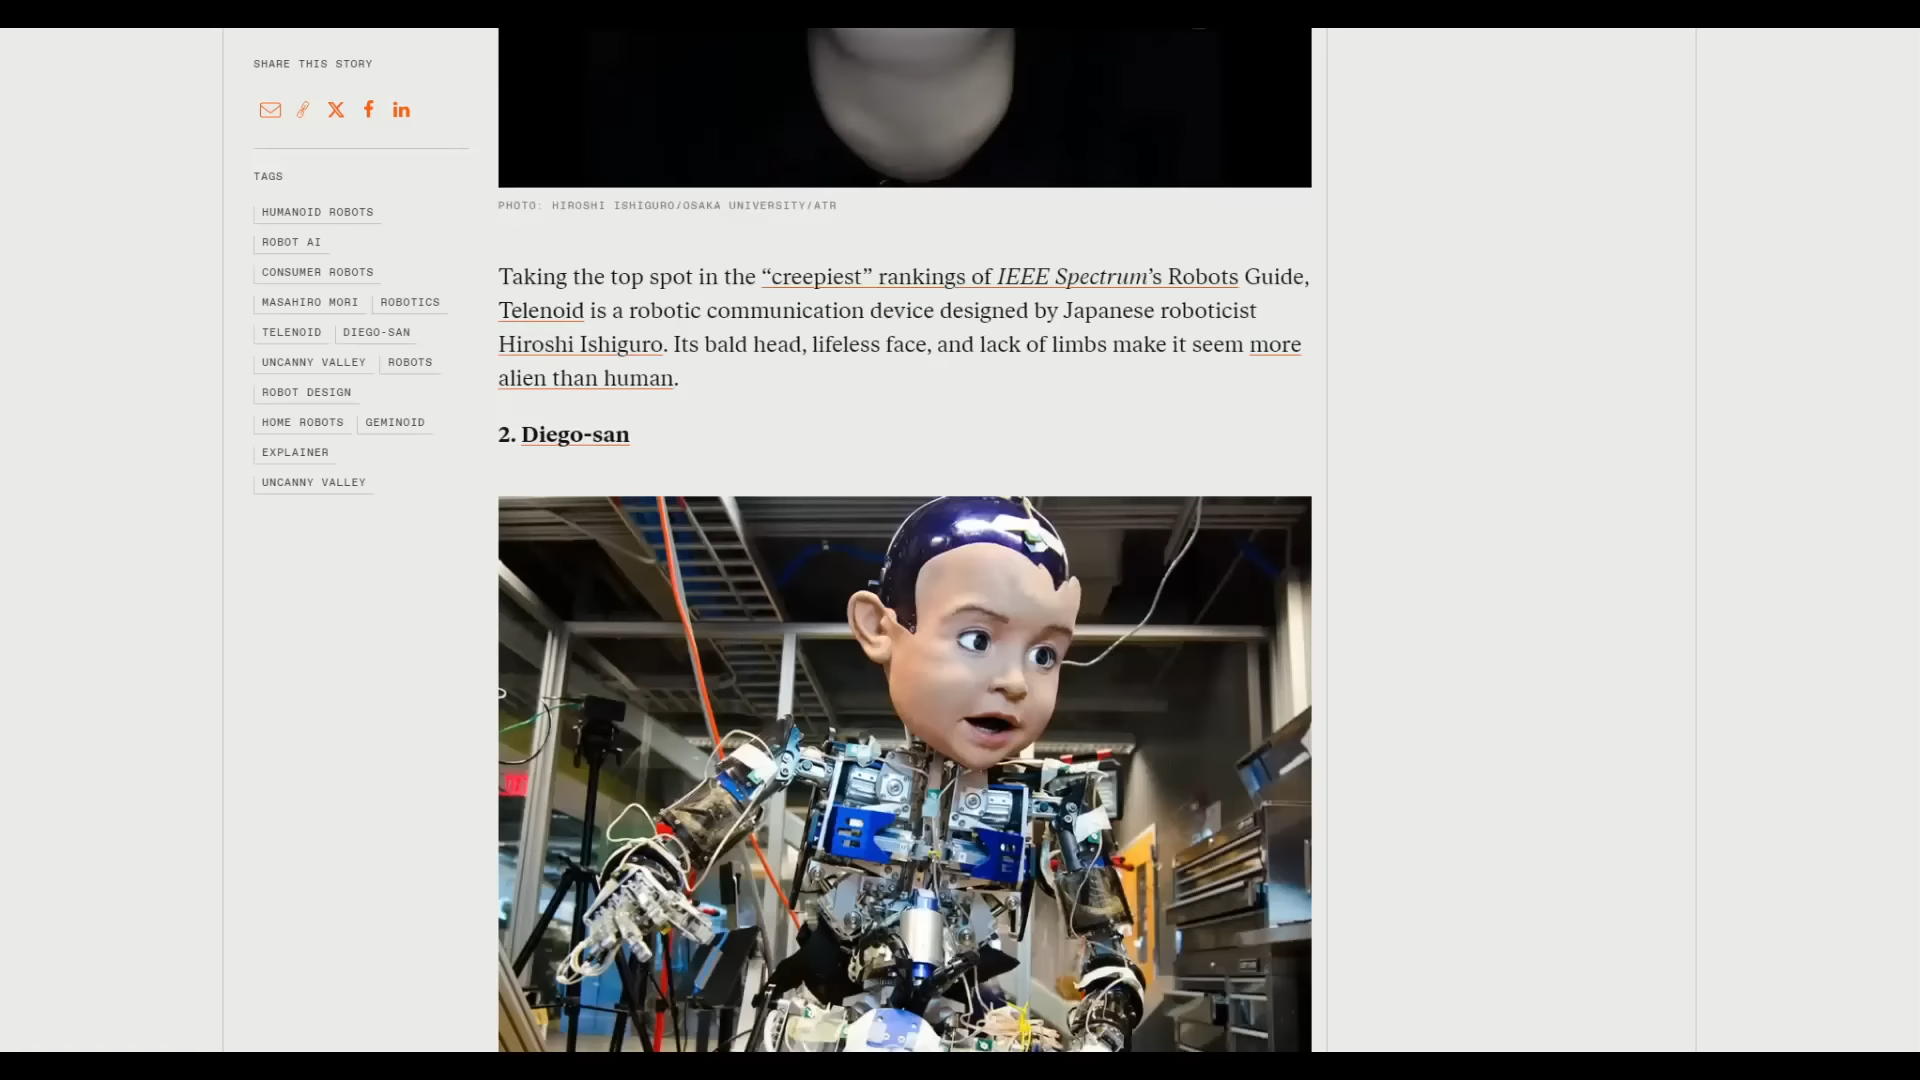 SHARE THIS STORY
TAGS
HUMANOID ROBOTS
ROBOT AI
CONSUMER ROBOTS
MASAHIRO MORI ROBOTICS
TELENOID DIEGO-SAN
UNCANNY VALLEY ROBOTS
ROBOT DESIGN
HOME ROBOTS GEMINOID
EXPLAINER
UNCANNY VALLEY
PHOTO: HIROSHI ISHIGURO/OSAKA UNIVERSITY/ATR
Taking the top spot in the “creepiest” rankings of IEEE Spectrum’s Robots Guide,
Telenoid is a robotic communication device designed by Japanese roboticist
Hiroshi Ishiguro. Its bald head, lifeless face, and lack of limbs make it seem more
alien than human.
2. Diego-san